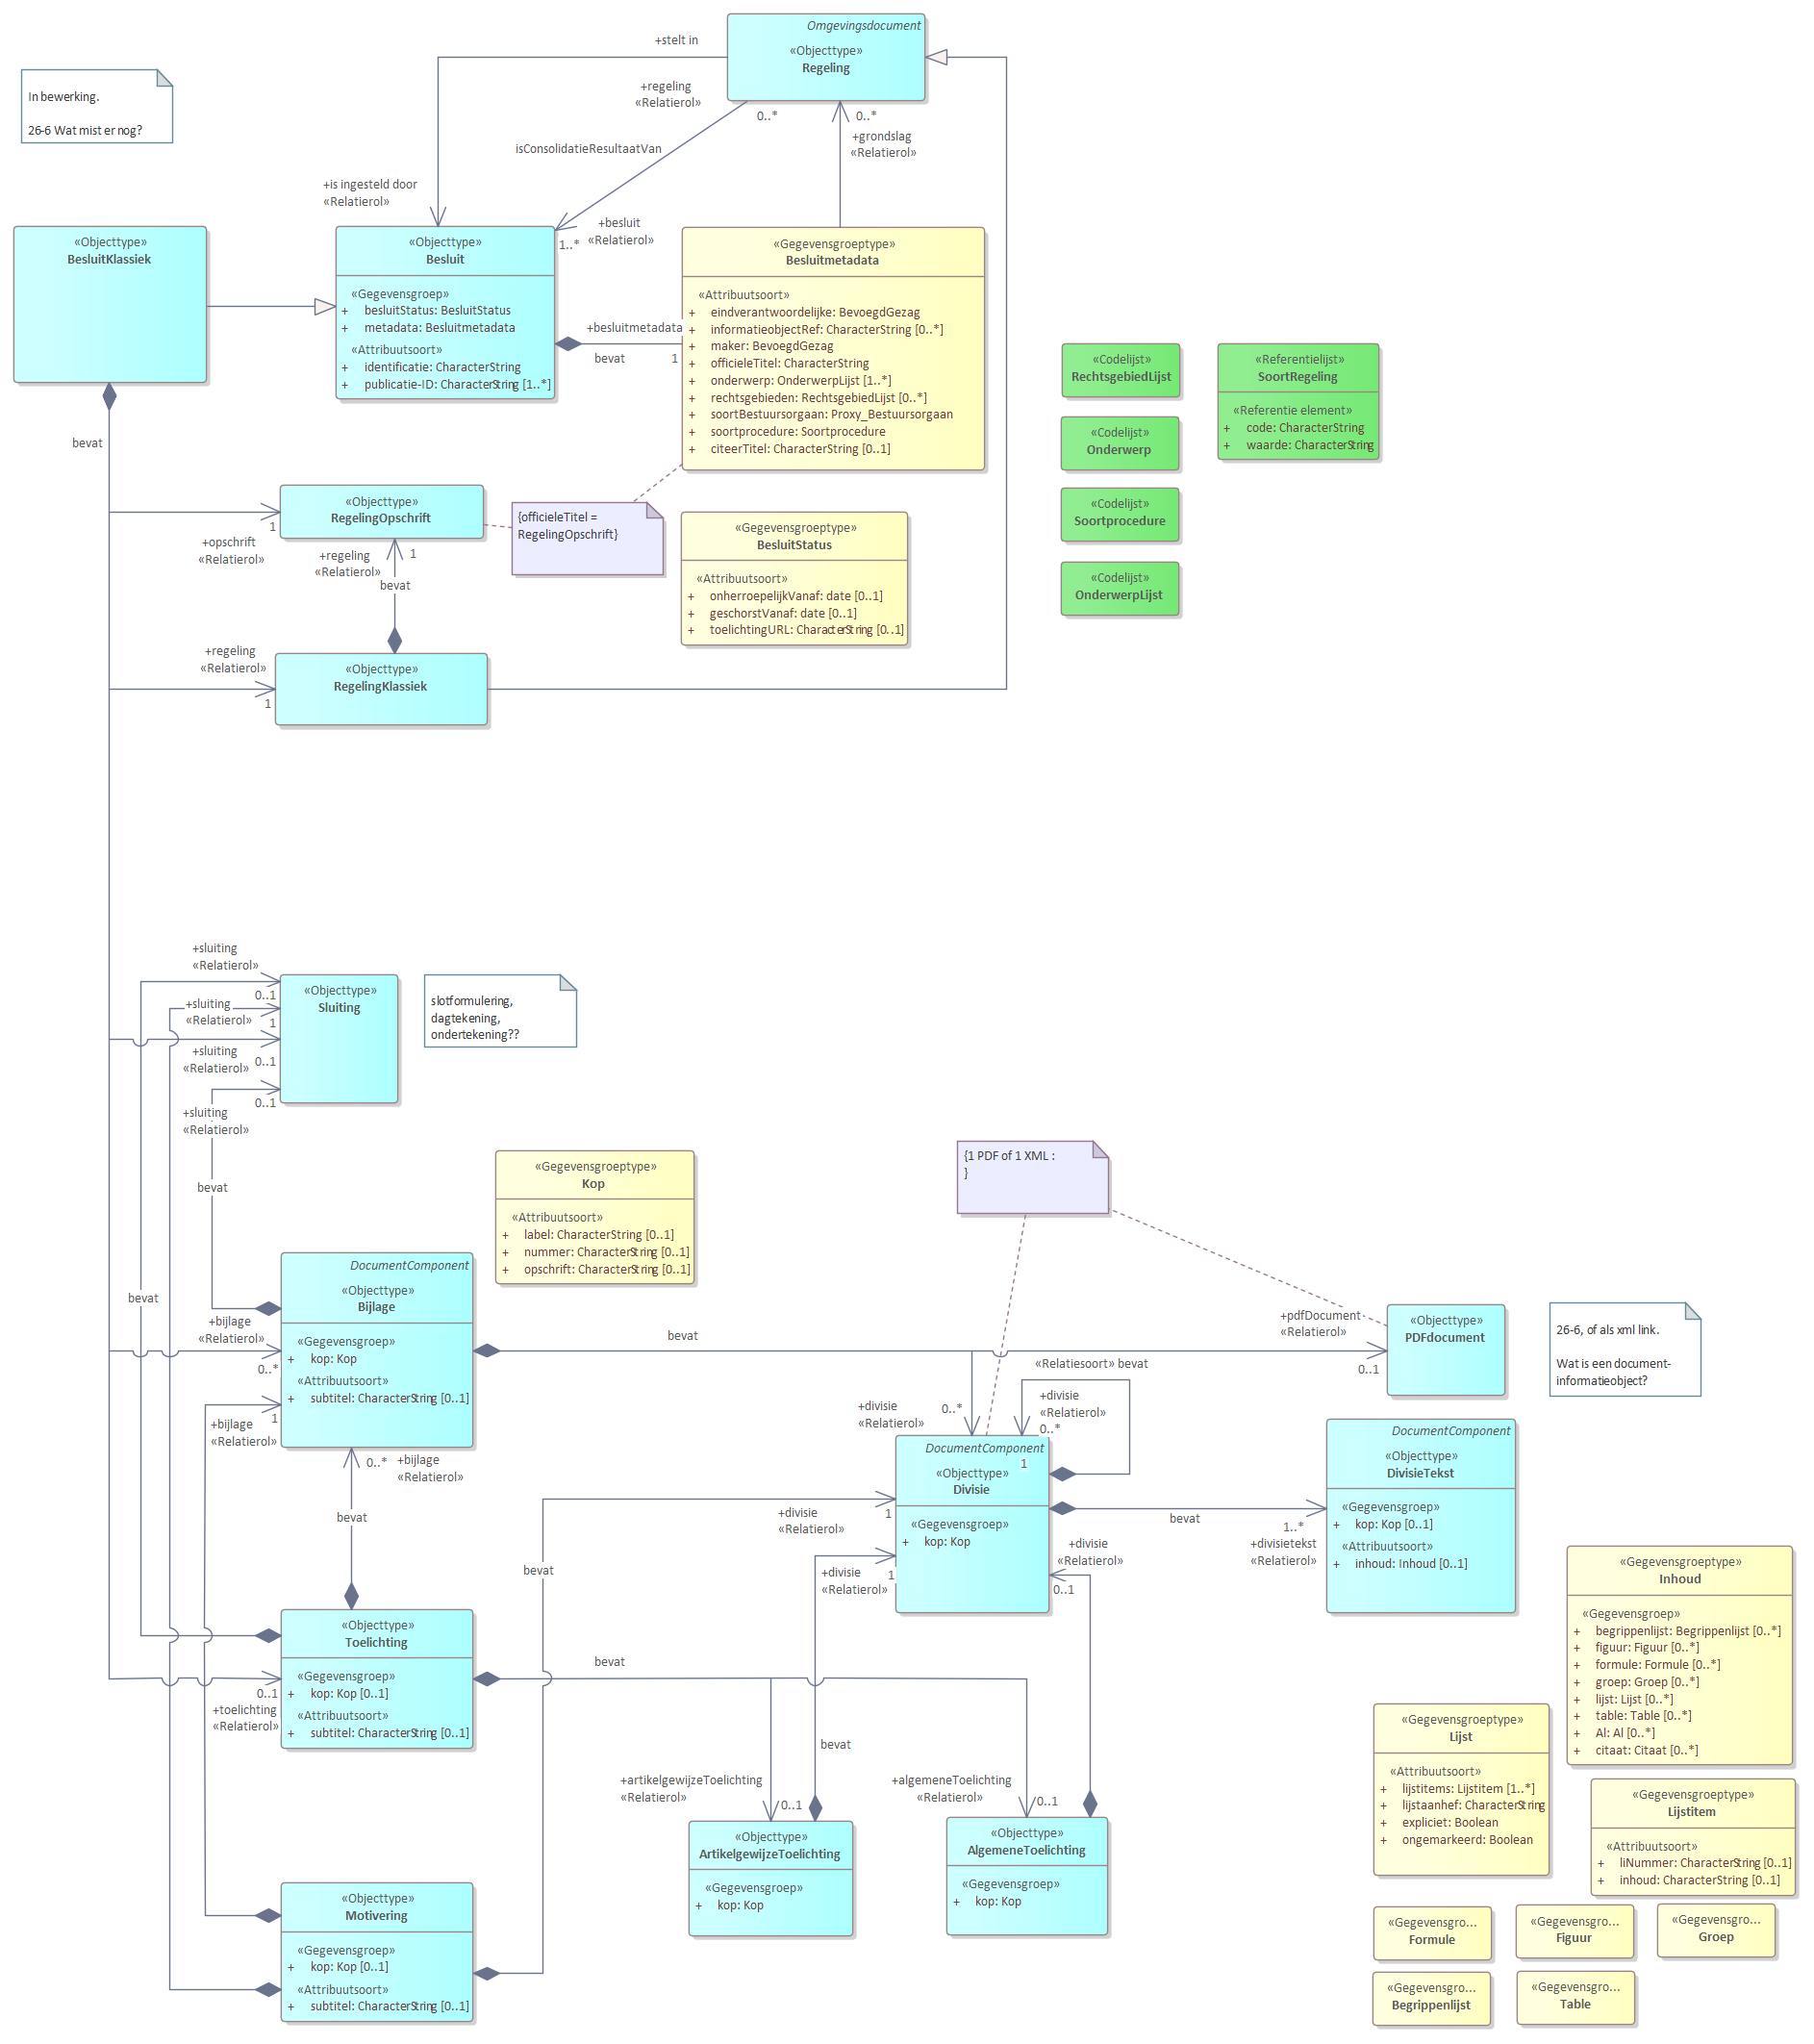 Omgevingsdocument
«Objecttype»
Regeling
+stelt in
+regeling
«Relatierol»
0..*
0..*
+grondslag
«Relatierol»
isConsolidatieResultaatVan
In bewerking.
26-6 Wat mist er nog?
+is ingesteld door
«Relatierol»
+besluit
«Relatierol»
1..*
«Objecttype»
BesluitKlassiek
«Objecttype»
Besluit
«Gegevensgroep»
+ besluitStatus: BesluitStatus
+ metadata: Besluitmetadata
«Attribuutsoort»
+ identificatie: CharacterString
+ publicatie-ID: CharacterString [1..*]
+besluitmetadata
bevat
1
«Gegevensgroeptype»
Besluitmetadata
«Attribuutsoort»
+ eindverantwoordelijke: BevoegdGezag
+ informatieobjectRef: CharacterString [0..*]
+ maker: BevoegdGezag
+ officieleTitel: CharacterString
+ onderwerp: OnderwerpLijst [1..*]
+ rechtsgebieden: RechtsgebiedLijst [0..*]
+ soortBestuursorgaan: Proxy_Bestuursorgaan
+ soortprocedure: Soortprocedure
+ citeerTitel: CharacterString [0..1]
«Codelijst»
RechtsgebiedLijst
«Referentielijst»
SoortRegeling
«Referentie element»
+ code: CharacterString
+ waarde: CharacterString
«Codelijst»
Onderwerp
«Codelijst»
Soortprocedure
«Codelijst»
OnderwerpLijst
bevat
«Objecttype»
RegelingOpschrift
1
+opschrift
«Relatierol»
{officieleTitel =
RegelingOpschrift}
+regeling
«Relatierol»
1
bevat
«Gegevensgroeptype»
BesluitStatus
«Attribuutsoort»
+ onherroepelijkVanaf: date [0..1]
+ geschorstVanaf: date [0..1]
+ toelichtingURL: CharacterString [0..1]
+regeling
«Relatierol»
1
«Objecttype»
RegelingKlassiek
+sluiting
«Relatierol»
0..1
+sluiting
«Relatierol»
1
+sluiting
«Relatierol»
0..1
0..1
+sluiting
«Relatierol»
«Objecttype»
Sluiting
slotformulering,
dagtekening,
ondertekening??
bevat
bevat
«Gegevensgroeptype»
Kop
«Attribuutsoort»
+ label: CharacterString [0..1]
+ nummer: CharacterString [0..1]
+ opschrift: CharacterString [0..1]
{1 PDF of 1 XML :
}
DocumentComponent
«Objecttype»
Bijlage
«Gegevensgroep»
+ kop: Kop
«Attribuutsoort»
+ subtitel: CharacterString [0..1]
+bijlage
«Relatierol»
0..*
1
+bijlage
«Relatierol»
0..*
+bijlage
«Relatierol»
bevat
+pdfDocument
«Relatierol»
0..1
«Objecttype»
PDFdocument
26-6, of als xml link.
Wat is een document-
informatieobject?
«Relatiesoort» bevat
+divisie
«Relatierol»
0..*
+divisie
«Relatierol»
0..*
DocumentComponent
1
«Objecttype»
Divisie
«Gegevensgroep»
+ kop: Kop
DocumentComponent
«Objecttype»
DivisieTekst
«Gegevensgroep»
+ kop: Kop [0..1]
«Attribuutsoort»
+ inhoud: Inhoud [0..1]
bevat
1..*
+divisietekst
«Relatierol»
+divisie
«Relatierol»
1
+divisie
«Relatierol»
1
+divisie
«Relatierol»
0..1
bevat
bevat
«Objecttype»
Toelichting
«Gegevensgroep»
+ kop: Kop [0..1]
«Attribuutsoort»
+ subtitel: CharacterString [0..1]
0..1
+toelichting
«Relatierol»
bevat
bevat
+artikelgewijzeToelichting
«Relatierol»
0..1
+algemeneToelichting
«Relatierol»
0..1
«Objecttype»
ArtikelgewijzeToelichting
«Gegevensgroep»
+ kop: Kop
«Objecttype»
AlgemeneToelichting
«Gegevensgroep»
+ kop: Kop
«Objecttype»
Motivering
«Gegevensgroep»
+ kop: Kop [0..1]
«Attribuutsoort»
+ subtitel: CharacterString [0..1]
«Gegevensgroeptype»
Inhoud
«Gegevensgroep»
+ begrippenlijst: Begrippenlijst [0..*]
+ figuur: Figuur [0..*]
+ formule: Formule [0..*]
+ groep: Groep [0..*]
+ lijst: Lijst [0..*]
+ table: Table [0..*]
+ Al: Al [0..*]
+ citaat: Citaat [0..*]
«Gegevensgroeptype»
Lijst
«Attribuutsoort»
+ lijstitems: Lijstitem [1..*]
+ lijstaanhef: CharacterString
+ expliciet: Boolean
+ ongemarkeerd: Boolean
«Gegevensgroeptype»
Lijstitem
«Attribuutsoort»
+ liNummer: CharacterString [0..1]
+ inhoud: CharacterString [0..1]
«Gegevensgro...
Formule
«Gegevensgro...
Figuur
«Gegevensgro...
Groep
«Gegevensgro...
Begrippenlijst
«Gegevensgro...
Table